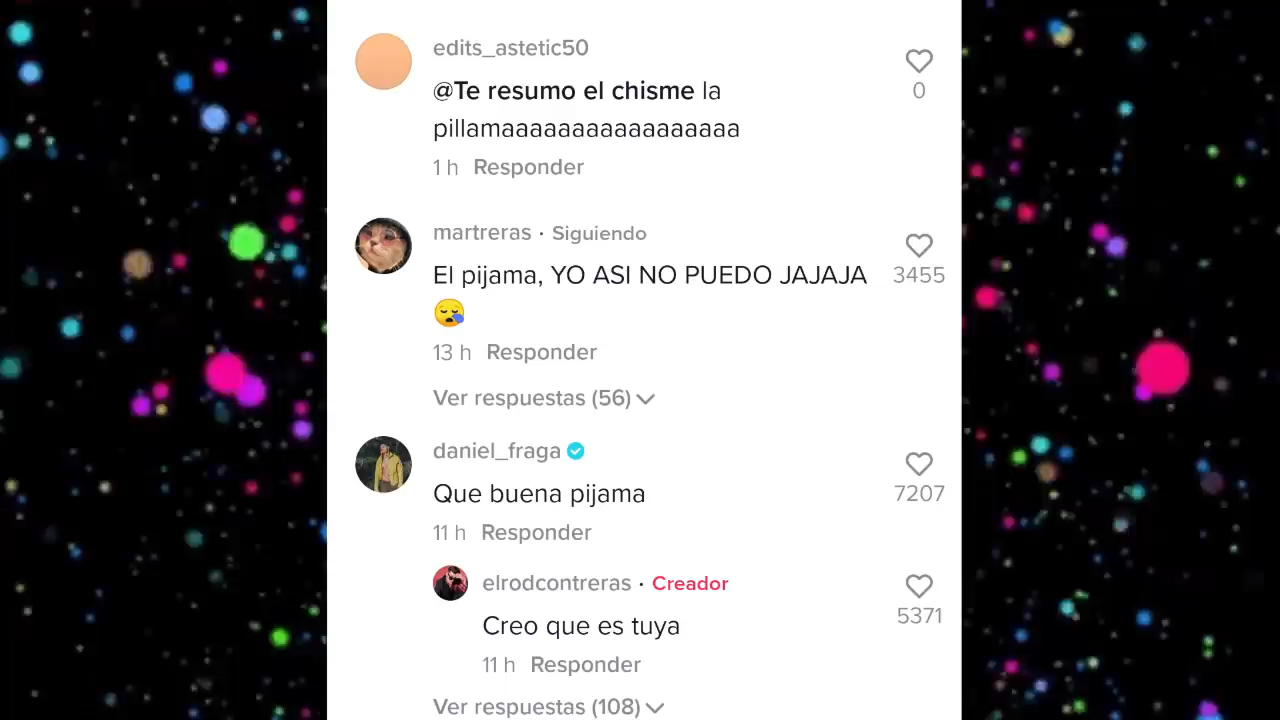 edits_astetic50
@Te resumo el chisme la
pillamaaaaaaaaaaaaaaaaa
0
1 h Responder
martreras · Siguiendo
El pijama, YO ASI NO PUEDO JAJAJA
😪
3455
13 h Responder
Ver respuestas (56)
daniel_fraga
Que buena pijama
7207
11 h Responder
elrodcontreras · Creador
Creo que es tuya
5371
11 h Responder
Ver respuestas (108)